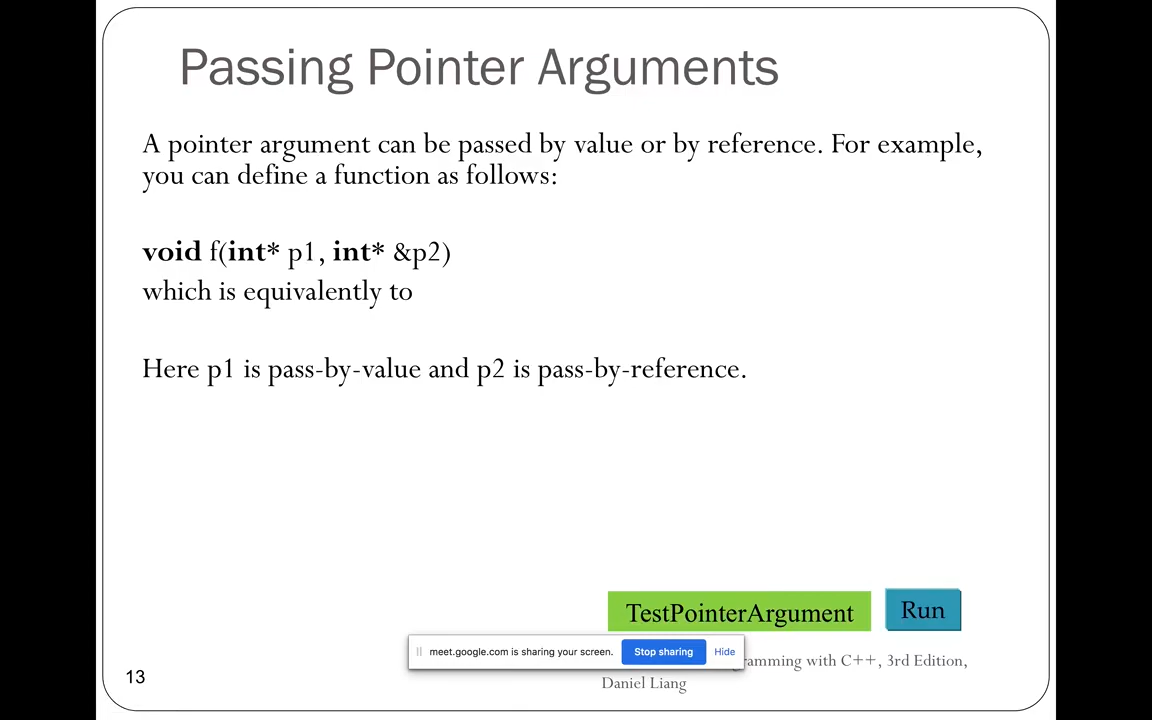 Passing Pointer Arguments
A pointer argument can be passed by value or by reference. For example,
you can define a function as follows:
void f(int* p1, int* &p2)
which is equivalently to
Here p1 is pass-by-value and p2 is pass-by-reference.
TestPointerArgument
Run
meet.google.com is sharing your screen.
Stop sharing
Hide
with C++, 3rd Edition,
Daniel Liang
13